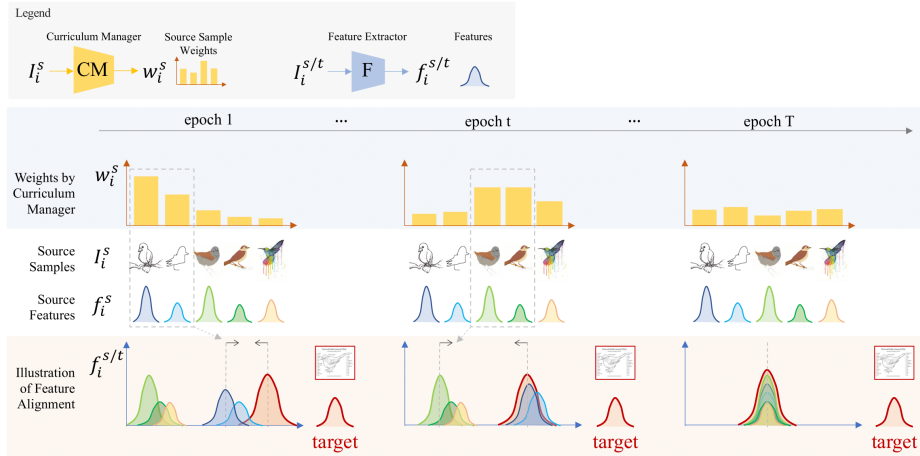 Legend
Curriculum Manager
Source Sample
Weights
Feature Extractor
Features
I_i^s
CM
w_i^s
I_i^{s/t}
F
f_i^{s/t}
epoch 1
...
epoch t
...
epoch T
Weights by
Curriculum
Manager
w_i^s
Source
Samples
I_i^s
Source
Features
f_i^s
Illustration
of Feature
Alignment
f_i^{s/t}
target
target
target